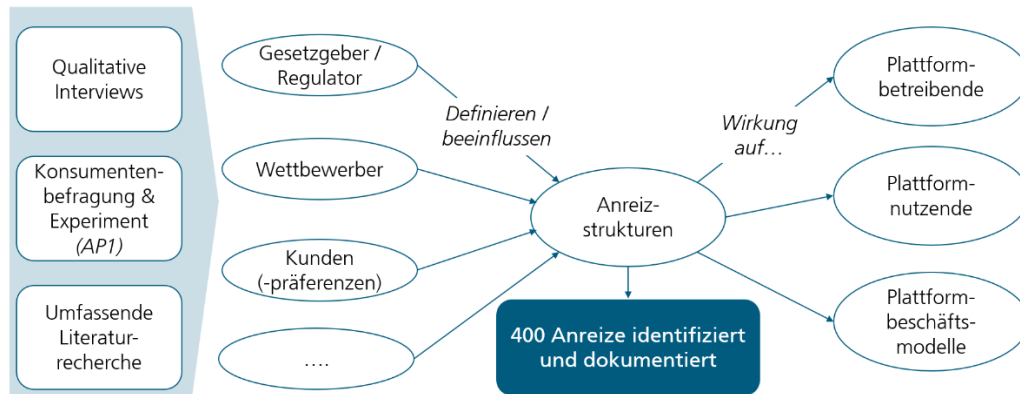 Qualitative
Interviews
Konsumenten-
befragung &
Experiment
(AP1)
Umfassende
Literatur-
recherche
Gesetzgeber /
Regulator
Wettbewerber
Kunden
(-präferenzen)
....
Definieren /
beeinflussen
Anreiz-
strukturen
400 Anreize identifiziert
und dokumentiert
Wirkung
auf...
Plattform-
betreibende
Plattform-
nutzende
Plattform-
beschäfts-
modelle